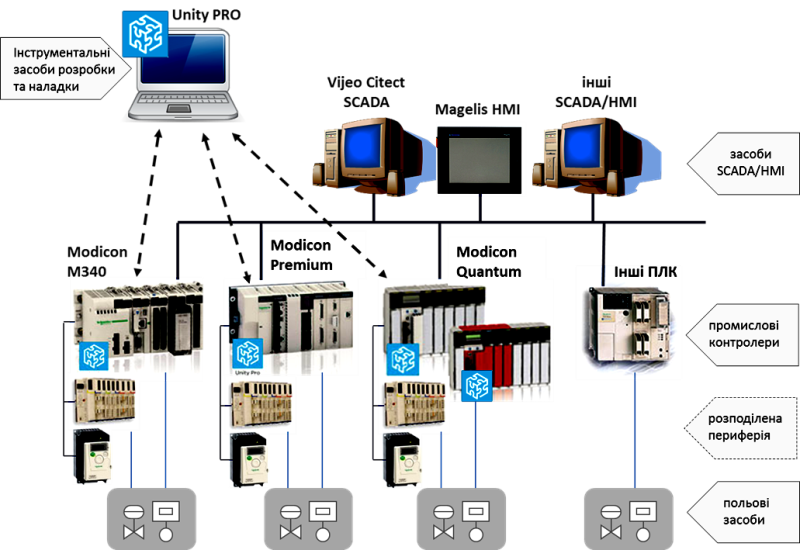 Unity PRO
Інструментальні
засоби розробки
та наладки
Vijeo Citect
SCADA
Magelis HMI
інші
SCADA/HMI
засоби
SCADA/HMI
Modicon
M340
Modicon
Premium
Modicon
Quantum
Інші ПЛК
промислові
контролери
Unity Pro
розподілена
периферія
польові
засоби